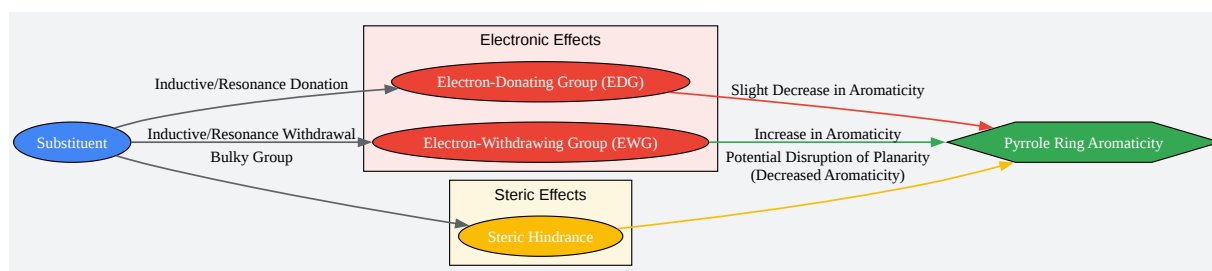 Electronic Effects
Inductive/Resonance Donation
Electron-Donating Group (EDG)
Slight Decrease in Aromaticity
Substituent
Inductive/Resonance Withdrawal
Electron-Withdrawing Group (EWG)
Increase in Aromaticity
Pyrrole Ring Aromaticity
Bulky Group
Potential Disruption of Planarity
(Decreased Aromaticity)
Steric Effects
Steric Hindrance